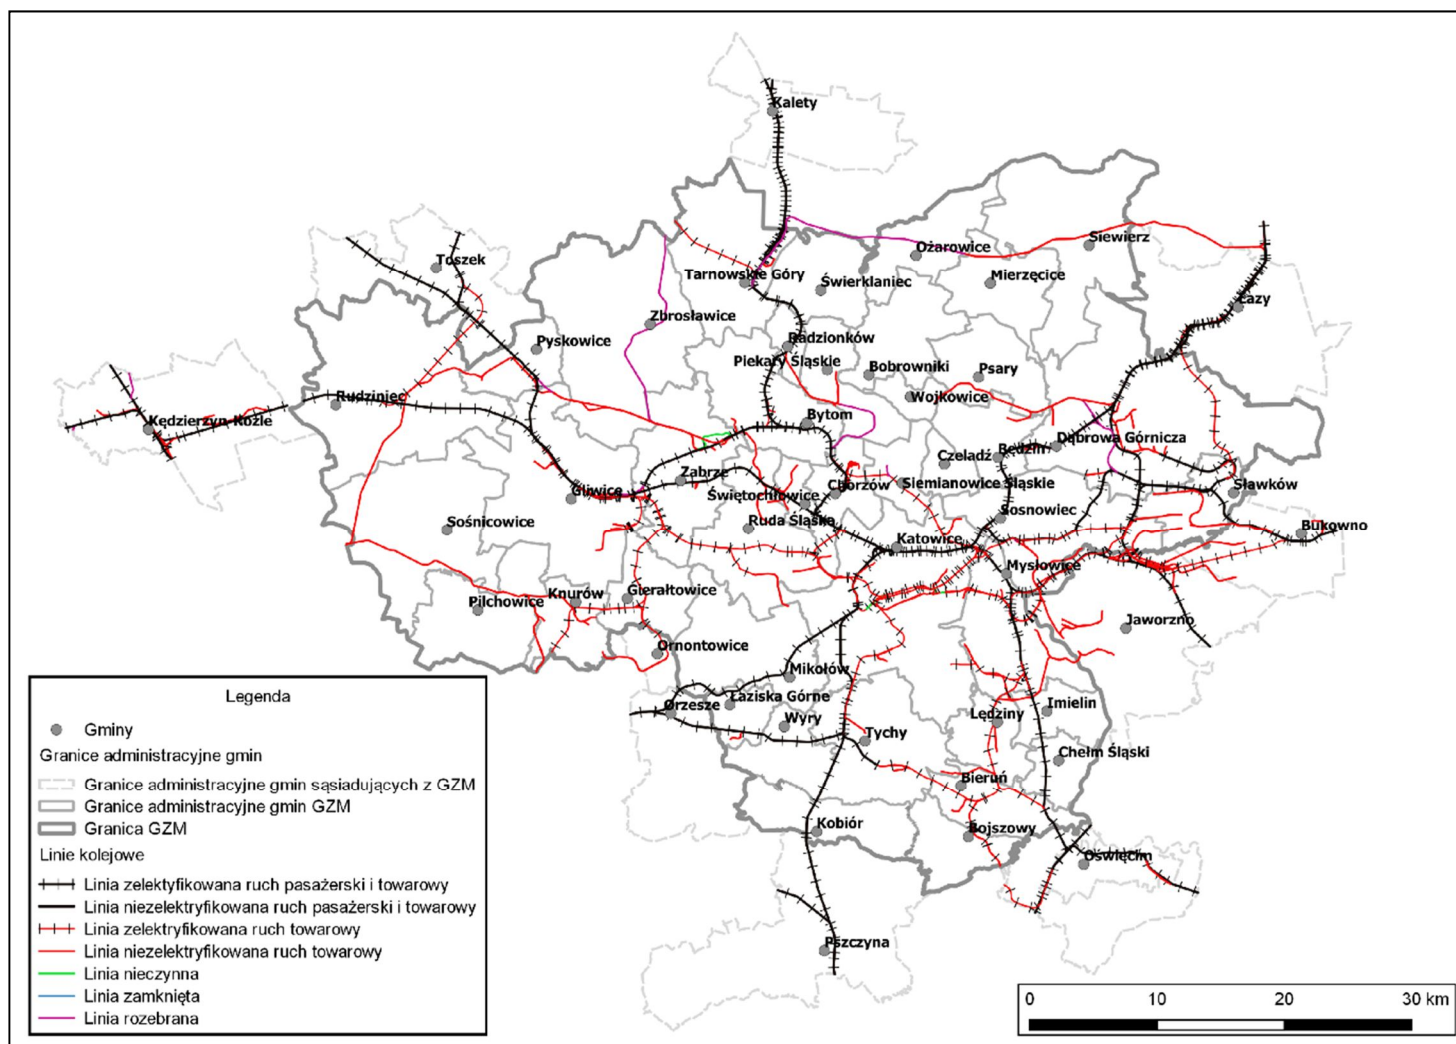 Kalety
Siewierz
Ożarowice
Toszek
Mierzęcice
Tarnowskie Góry
Świerklaniec
Łazy
Zbrosławice
Pyskowice
Radzionków
Piekary Śląskie
Bobrowniki
Psary
Rudziniec
Wojkowice
Kędzierzyn-Koźle
Bytom
Dąbrowa Górnicza
Będzin
Czeladź
Zabrze
Siemianowice Śląskie
Chorzów
Świętochłowice
Gliwice
Sławków
Sosnowiec
Ruda Śląska
Sośnicowice
Bukowno
Katowice
Mysłowice
Knurów
Gierałtowice
Pilchowice
Jaworzno
Ornontowice
Mikołów
Łaziska Górne
Orzesze
Imielin
Lędziny
Wyry
Tychy
Chełm Śląski
Bieruń
Kobiór
Bojszowy
Oświęcim
Pszczyna
Legenda
Gminy
Granice administracyjne gmin
Granice administracyjne gmin sąsiadujących z GZM
Granice administracyjne gmin GZM
Granica GZM
Linie kolejowe
Linia zelektyfikowana ruch pasażerski i towarowy
Linia niezelektryfikowana ruch pasażerski i towarowy
Linia zelektyfikowana ruch towarowy
Linia niezelektryfikowana ruch towarowy
Linia nieczynna
Linia zamknięta
Linia rozebrana
0 10 20 30 km